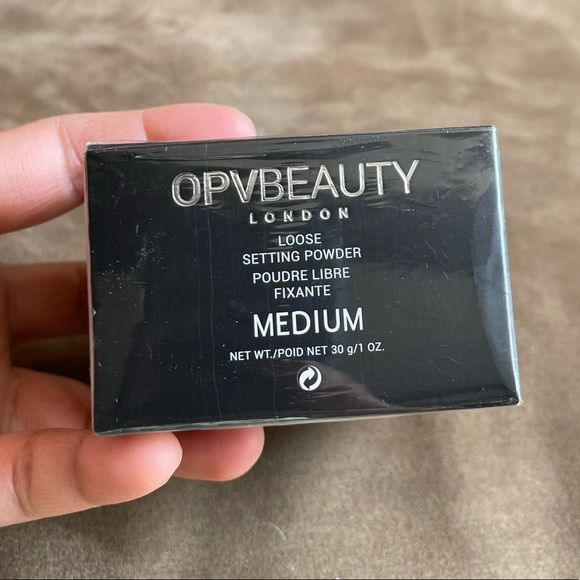 OPVBEAUTY
LONDON
LOOSE
SETTING POWDER
POUDRE LIBRE
FIXANTE
MEDIUM
NET WT./POID NET 30 g/1 OZ.